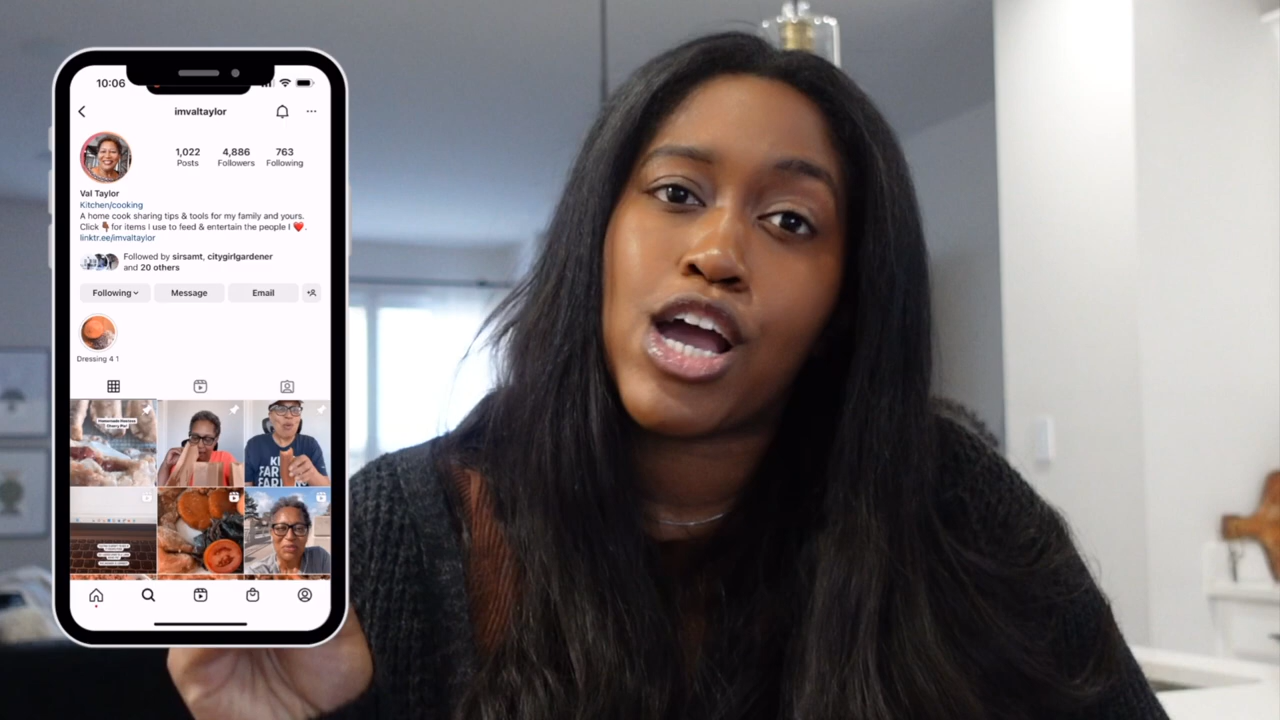 10:06
imvaltaylor
1,022
Posts
4,886
Followers
763
Following
Val Taylor
Kitchen/cooking
A home cook sharing tips & tools for my family and yours.
Click 👇🏾 for items I use to feed & entertain the people I ❤️.
linktr.ee/imvaltaylor
Followed by sirsamt, citygirlgardener
and 20 others
Following
Message
Email
Dressing 4 1